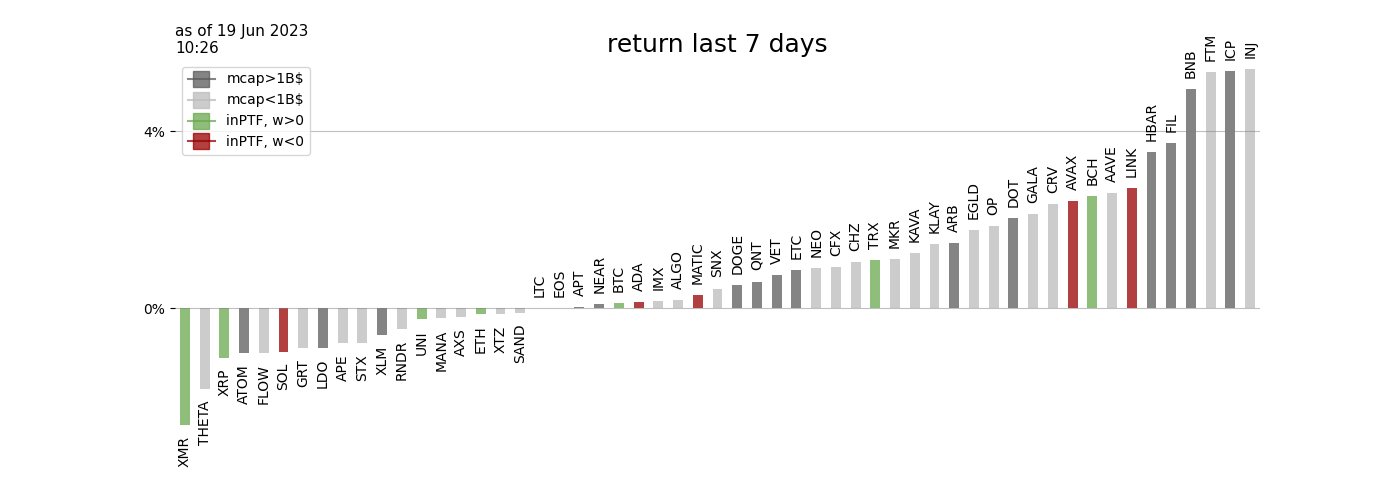 as of 19 Jun 2023
10:26
return last 7 days
mcap>1B$
mcap<1B$
inPTF, w>0
inPTF, w<0
4%
0%
XMR
THETA
XRP
ATOM
FLOW
SOL
GRT
LDO
APE
STX
XLM
RNDR
UNI
MANA
AXS
ETH
XTZ
SAND
LTC
EOS
APT
NEAR
BTC
ADA
IMX
ALGO
MATIC
SNX
DOGE
QNT
VET
ETC
NEO
CFX
CHZ
TRX
MKR
KAVA
KLAY
ARB
EGLD
OP
DOT
GALA
CRV
AVAX
BCH
AAVE
LINK
HBAR
FIL
BNB
FTM
ICP
INJ